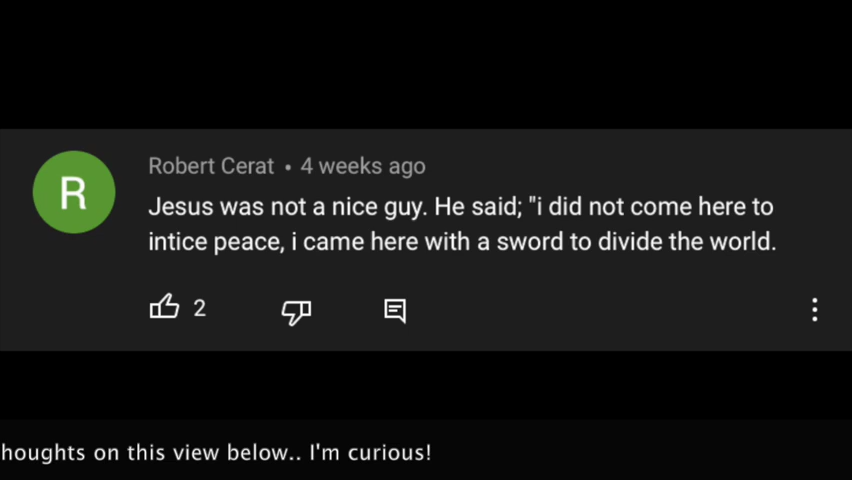 R
Robert Cerat • 4 weeks ago
Jesus was not a nice guy. He said; "i did not come here to
intice peace, i came here with a sword to divide the world.
2
houghts on this view below.. I'm curious!